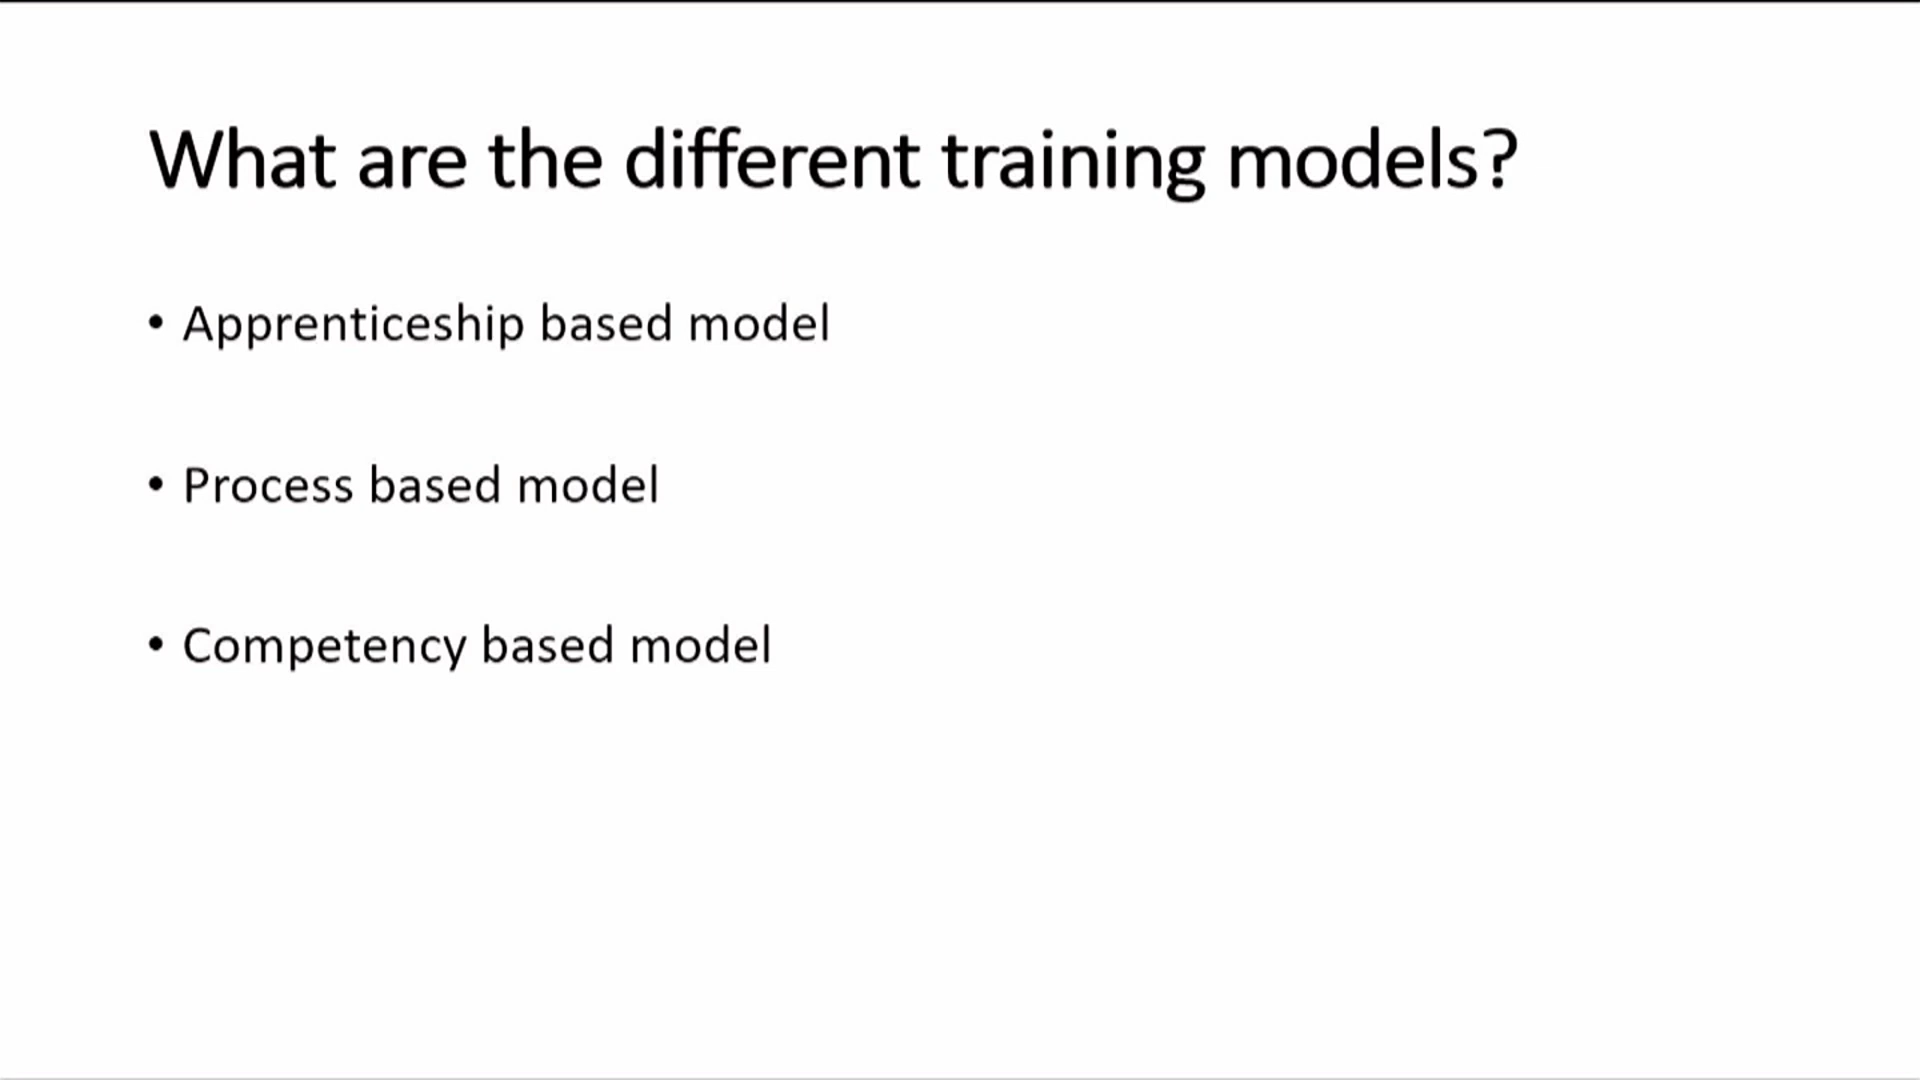 What are the different training models?
• Apprenticeship based model
• Process based model
• Competency based model